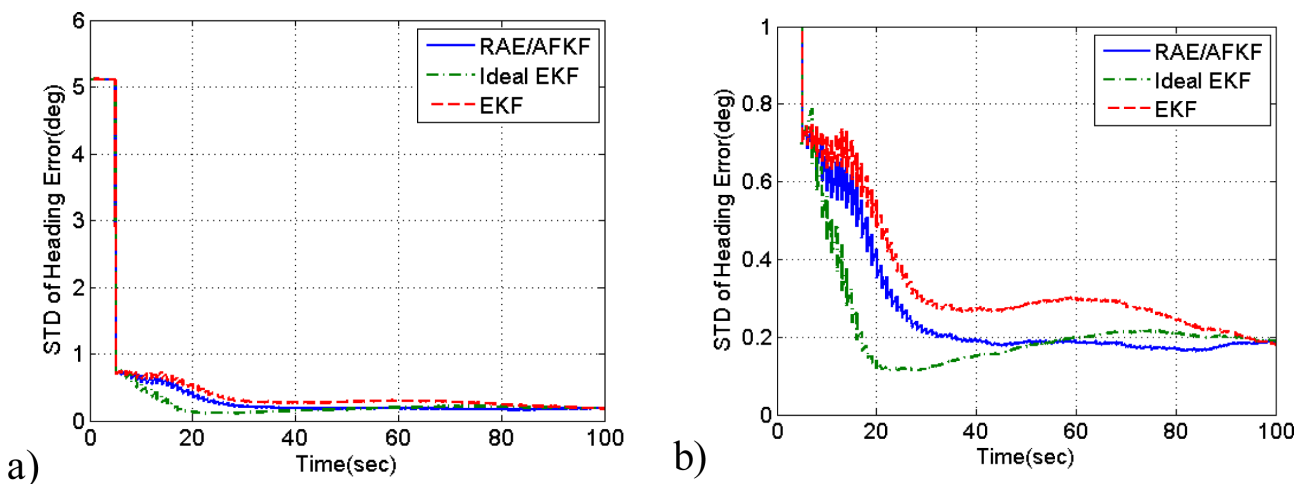 6
5
4
3
2
1
0
0 20 40 60 80 100
STD of Heading Error(deg)
Time(sec)
RAE/AFKF
Ideal EKF
EKF
a)
1
0.8
0.6
0.4
0.2
0
0 20 40 60 80 100
STD of Heading Error(deg)
Time(sec)
RAE/AFKF
Ideal EKF
EKF
b)